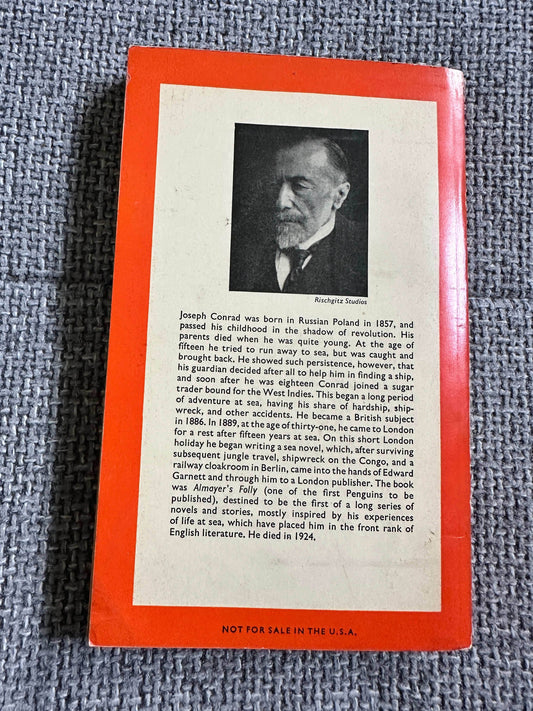 Rischgitz Studios
Joseph Conrad was born in Russian Poland in 1857, and
passed his childhood in the shadow of revolution. His
parents died when he was quite young. At the age of
fifteen he tried to run away to sea, but was caught and
brought back. He showed such persistence, however, that
his guardian decided after all to help him in finding a ship,
and soon after he was eighteen Conrad joined a sugar
trader bound for the West Indies. This began a long period
of adventure at sea, having his share of hardship, ship-
wreck, and other accidents. He became a British subject
in 1886. In 1889, at the age of thirty-one, he came to London
for a rest after fifteen years at sea. On this short London
holiday he began writing a sea novel, which, after surviving
subsequent jungle travel, shipwreck on the Congo, and a
railway cloakroom in Berlin, came into the hands of Edward
Garnett and through him to a London publisher. The book
was Almayer's Folly (one of the first Penguins to be
published), destined to be the first of a long series of
novels and stories, mostly inspired by his experiences
of life at sea, which have placed him in the front rank of
English literature. He died in 1924.
NOT FOR SALE IN THE U.S.A.